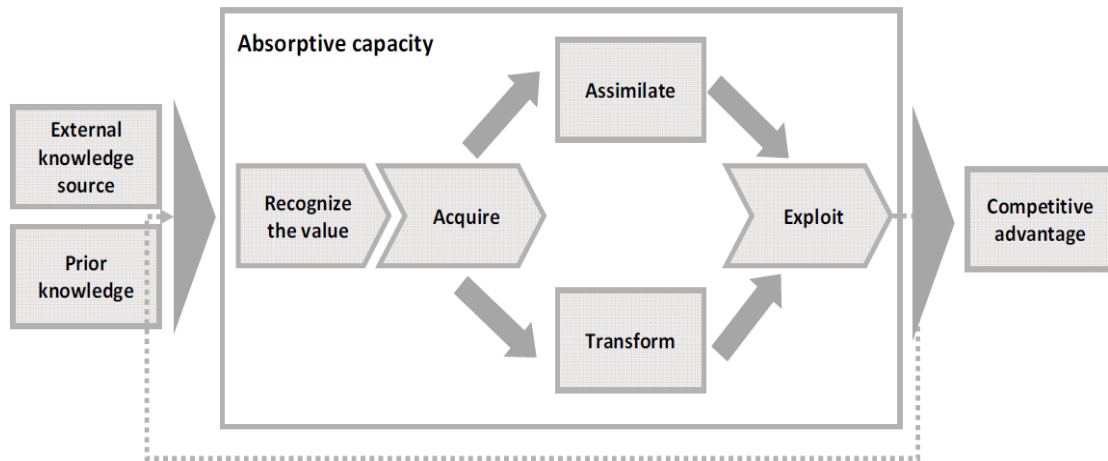 Absorptive capacity
External
knowledge
source
Prior
knowledge
Recognize
the value
Acquire
Assimilate
Transform
Exploit
Competitive
advantage